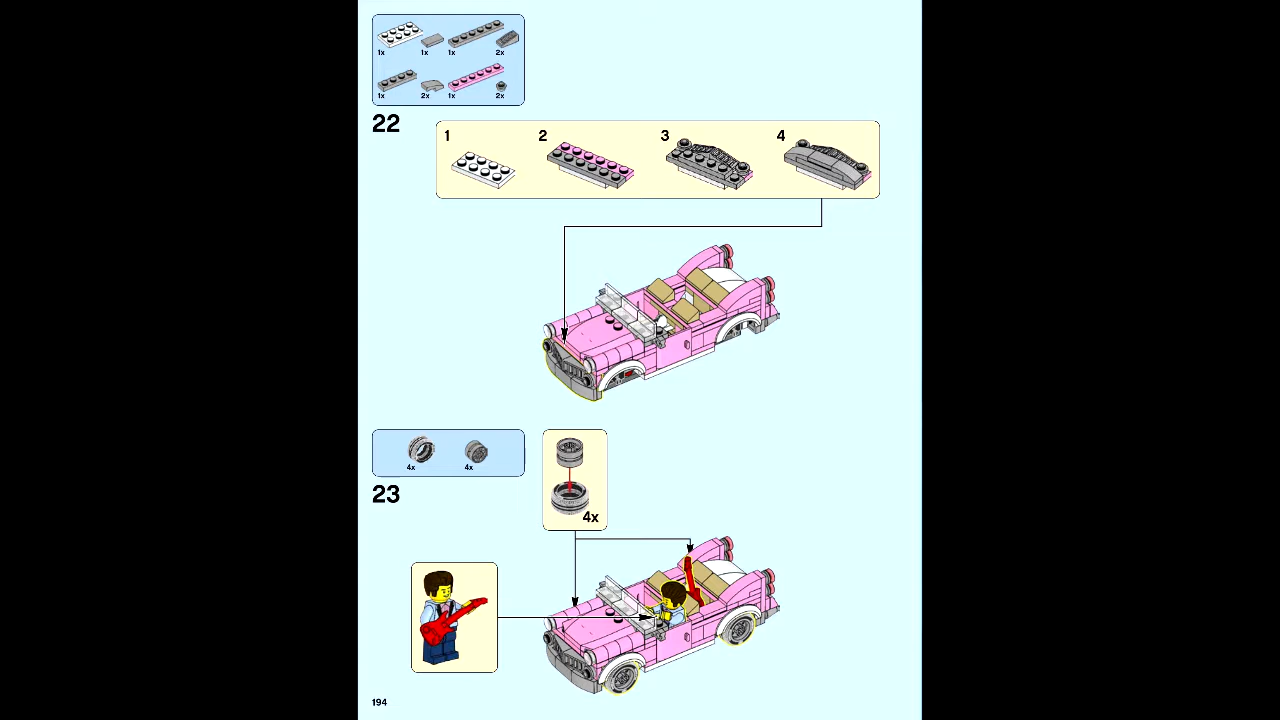 1x 1x 1x 2x
1x 2x 1x 2x
22
1 2 3 4
4x 4x
23
4x
194